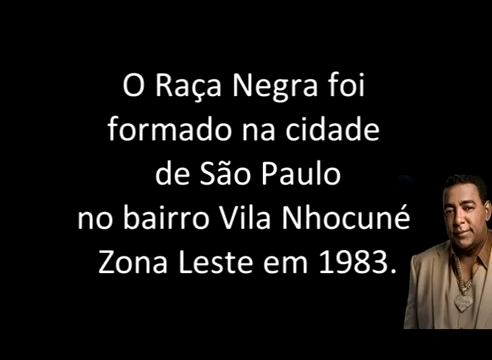 O Raça Negra foi
formado na cidade
de São Paulo
no bairro Vila Nhocuné
Zona Leste em 1983.